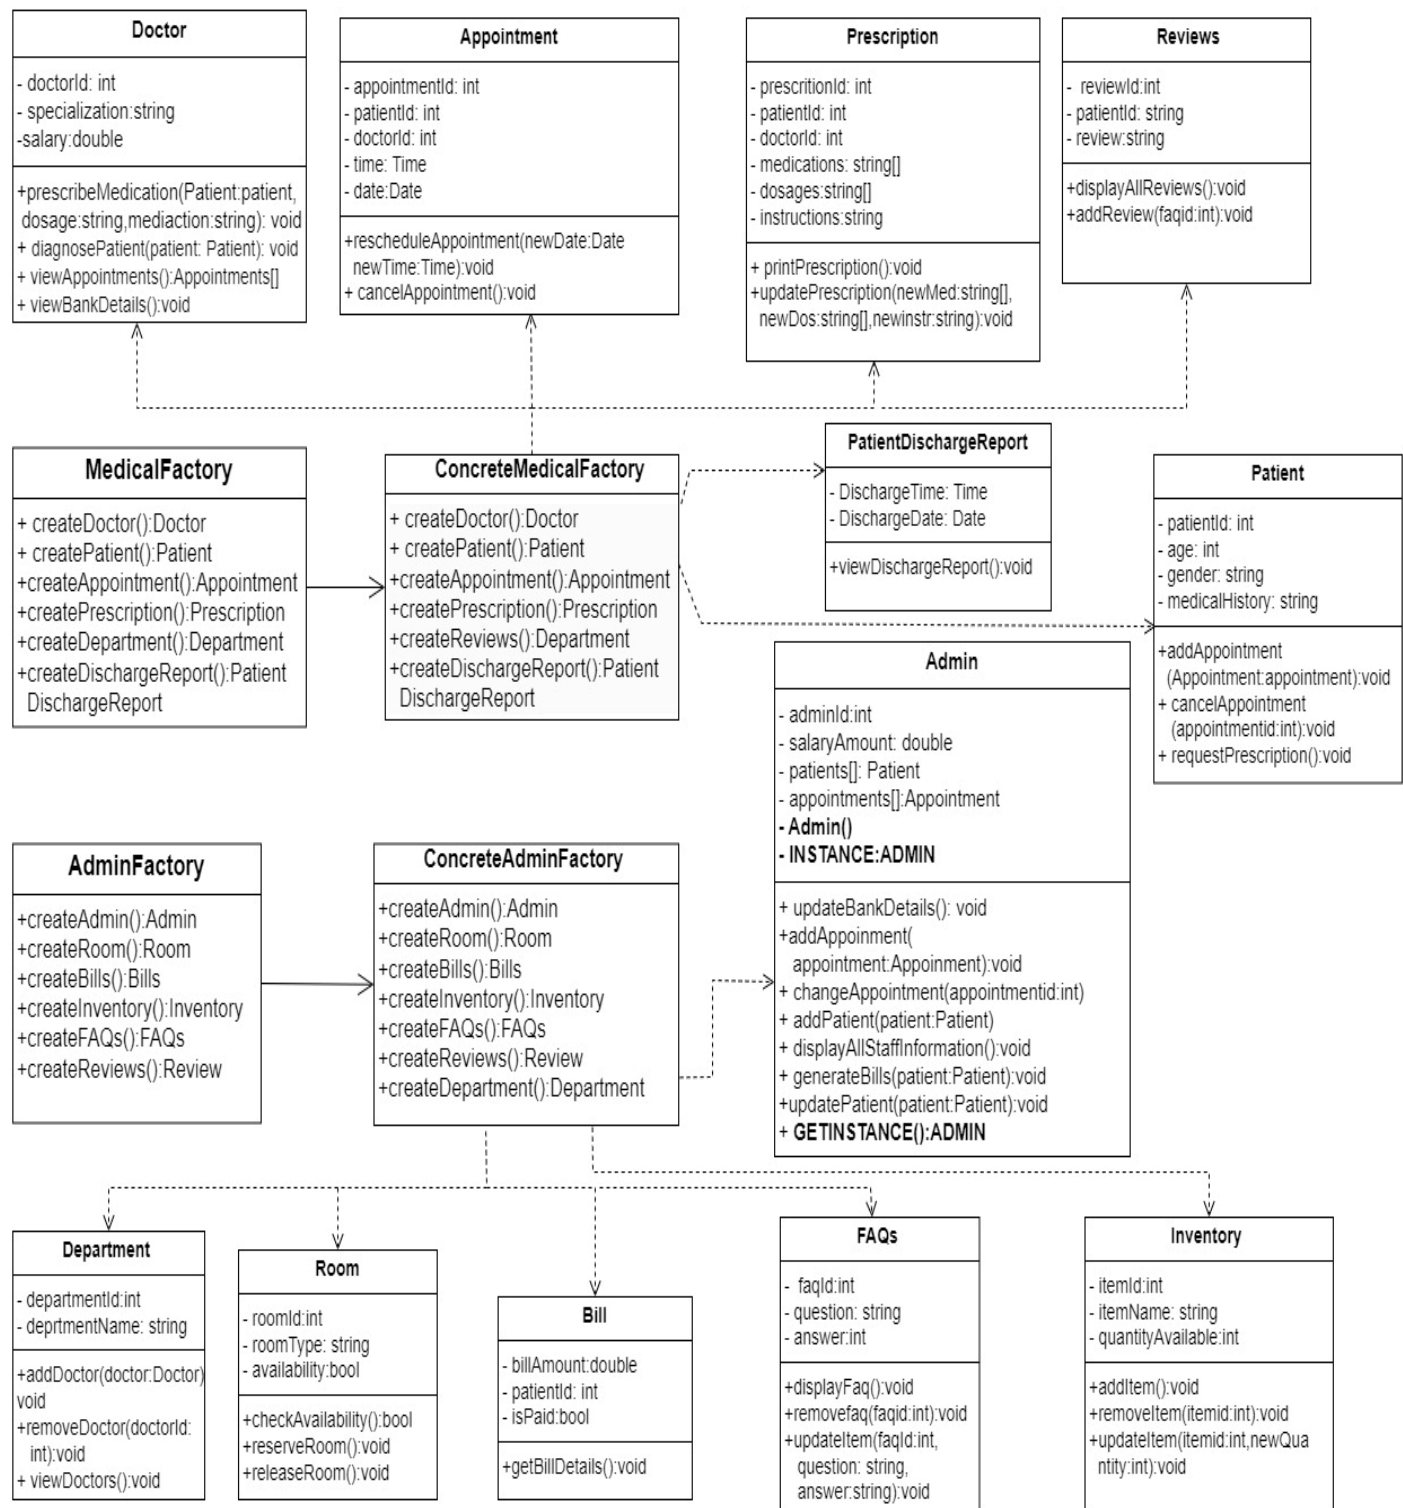 Doctor
- doctorId: int
- specialization:string
-salary:double
+prescribeMedication(Patient:patient,
dosage:string,mediaction:string): void
+ diagnosePatient(patient: Patient): void
+ viewAppointments():Appointments[]
+ viewBankDetails():void
Appointment
- appointmentId: int
- patientId: int
- doctorId: int
- time: Time
- date:Date
+rescheduleAppointment(newDate:Date
newTime:Time):void
+ cancelAppointment():void
Prescription
- prescritionId: int
- patientId: int
- doctorId: int
- medications: string[]
- dosages:string[]
- instructions:string
+ printPrescription():void
+updatePrescription(newMed:string[],
newDos:string[],newinstr:string):void
Reviews
- reviewId:int
- patientId: string
- review:string
+displayAllReviews():void
+addReview(faqid:int):void
MedicalFactory
+ createDoctor():Doctor
+ createPatient():Patient
+createAppointment():Appointment
+createPrescription():Prescription
+createDepartment():Department
+createDischargeReport():Patient
DischargeReport
ConcreteMedicalFactory
+ createDoctor():Doctor
+ createPatient():Patient
+createAppointment():Appointment
+createPrescription():Prescription
+createReviews():Department
+createDischargeReport():Patient
DischargeReport
PatientDischargeReport
- DischargeTime: Time
- DischargeDate: Date
+viewDischargeReport():void
Patient
- patientId: int
- age: int
- gender: string
- medicalHistory: string
+addAppointment
(Appointment:appointment):void
+ cancelAppointment
(appointmentid:int):void
+ requestPrescription():void
AdminFactory
+createAdmin():Admin
+createRoom():Room
+createBills():Bills
+createInventory():Inventory
+createFAQs():FAQs
+createReviews():Review
ConcreteAdminFactory
+createAdmin():Admin
+createRoom():Room
+createBills():Bills
+createInventory():Inventory
+createFAQs():FAQs
+createReviews():Review
+createDepartment():Department
Admin
- adminId:int
- salaryAmount: double
- patients[]: Patient
- appointments[]:Appointment
- Admin()
- INSTANCE:ADMIN
+ updateBankDetails(): void
+addAppoinment(
appointment:Appoinment):void
+ changeAppointment(appointmentid:int)
+ addPatient(patient:Patient)
+ displayAllStaffInformation():void
+ generateBills(patient:Patient):void
+updatePatient(patient:Patient):void
+ GETINSTANCE():ADMIN
Department
- departmentId:int
- deprtmentName: string
+addDoctor(doctor:Doctor)
void
+removeDoctor(doctorId:
int):void
+ viewDoctors():void
Room
- roomId:int
- roomType: string
- availability:bool
+checkAvailability():bool
+reserveRoom():void
+releaseRoom():void
Bill
- billAmount:double
- patientId: int
- isPaid:bool
+getBillDetails():void
FAQs
- faqId:int
- question: string
- answer:int
+displayFaq():void
+removefaq(faqid:int):void
+updateItem(faqId:int,
question: string,
answer:string):void
Inventory
- itemId:int
- itemName: string
- quantityAvailable:int
+addItem():void
+removeItem(itemid:int):void
+updateItem(itemid:int,newQua
ntity:int):void